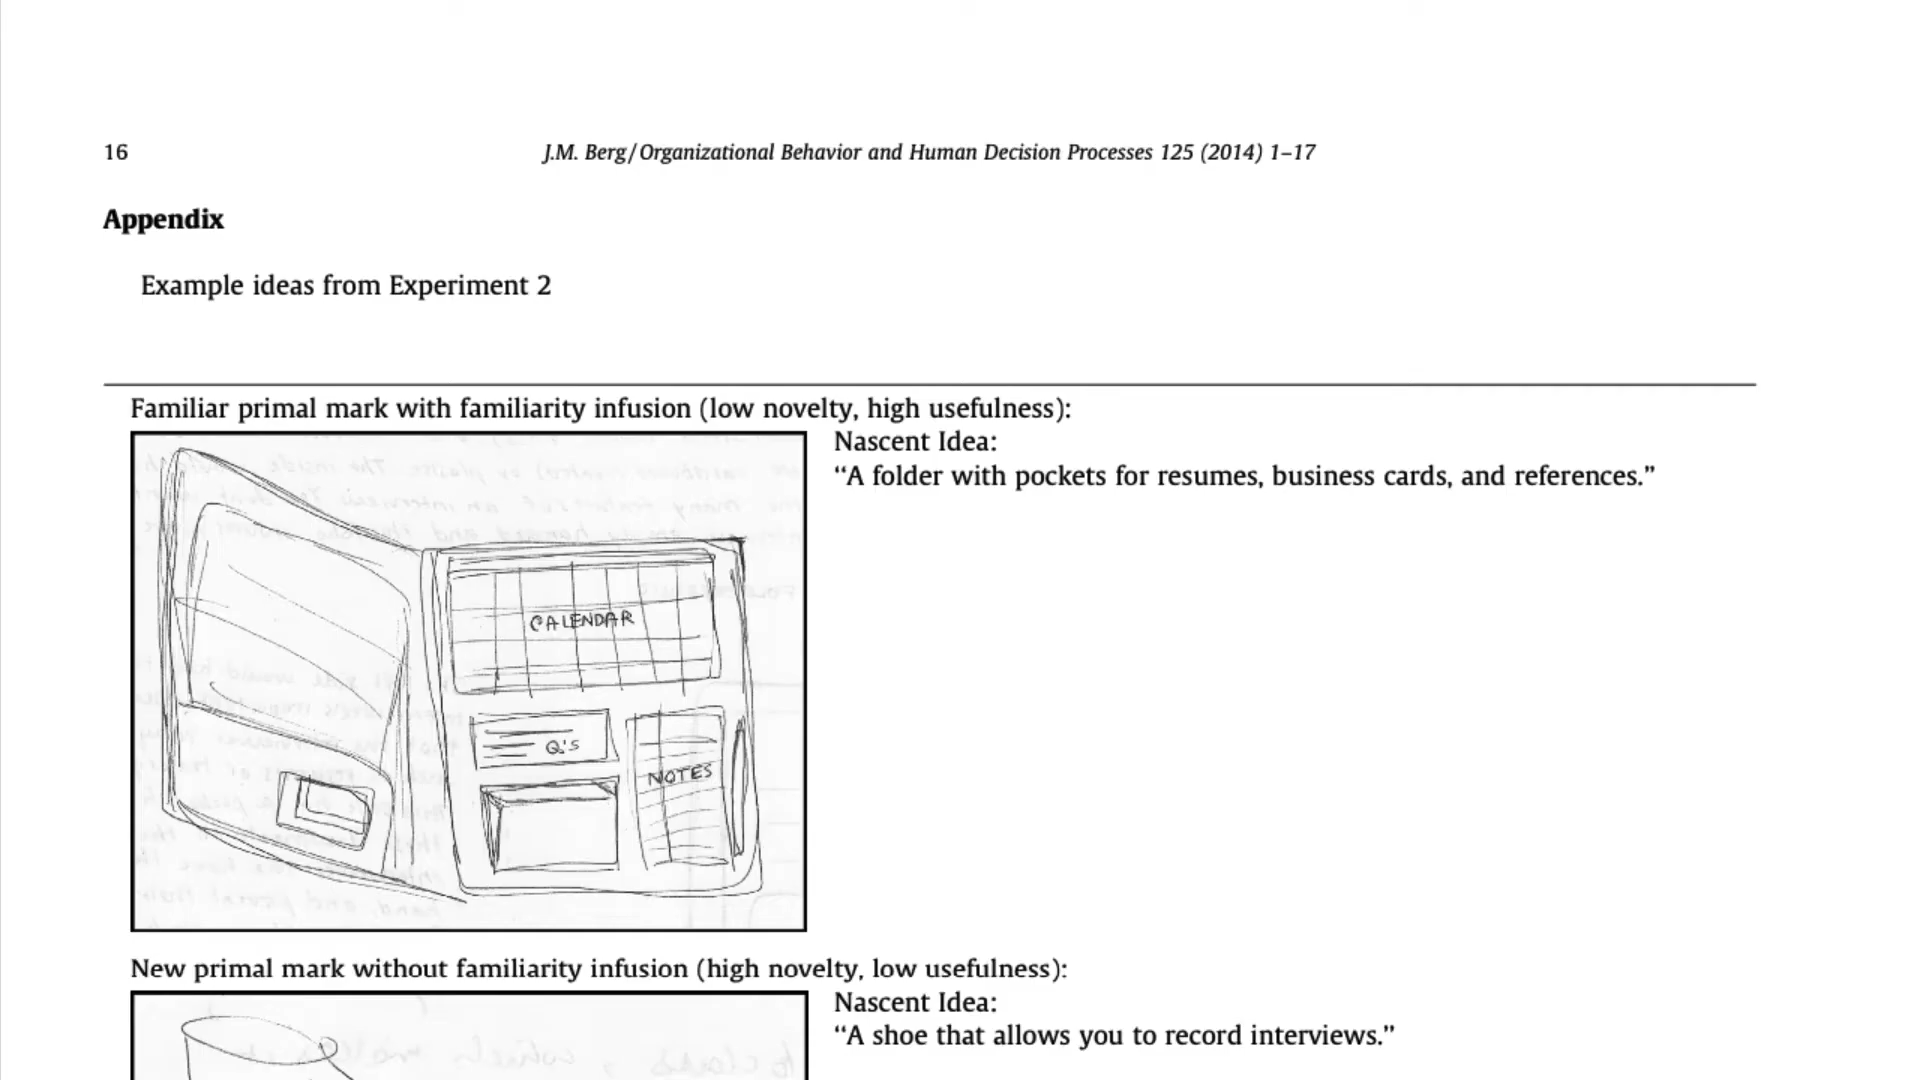 16
J.M. Berg / Organizational Behavior and Human Decision Processes 125 (2014) 1–17
Appendix
Example ideas from Experiment 2
Familiar primal mark with familiarity infusion (low novelty, high usefulness):
Nascent Idea:
“A folder with pockets for resumes, business cards, and references.”
CALENDAR
Q's
NOTES
New primal mark without familiarity infusion (high novelty, low usefulness):
Nascent Idea:
“A shoe that allows you to record interviews.”